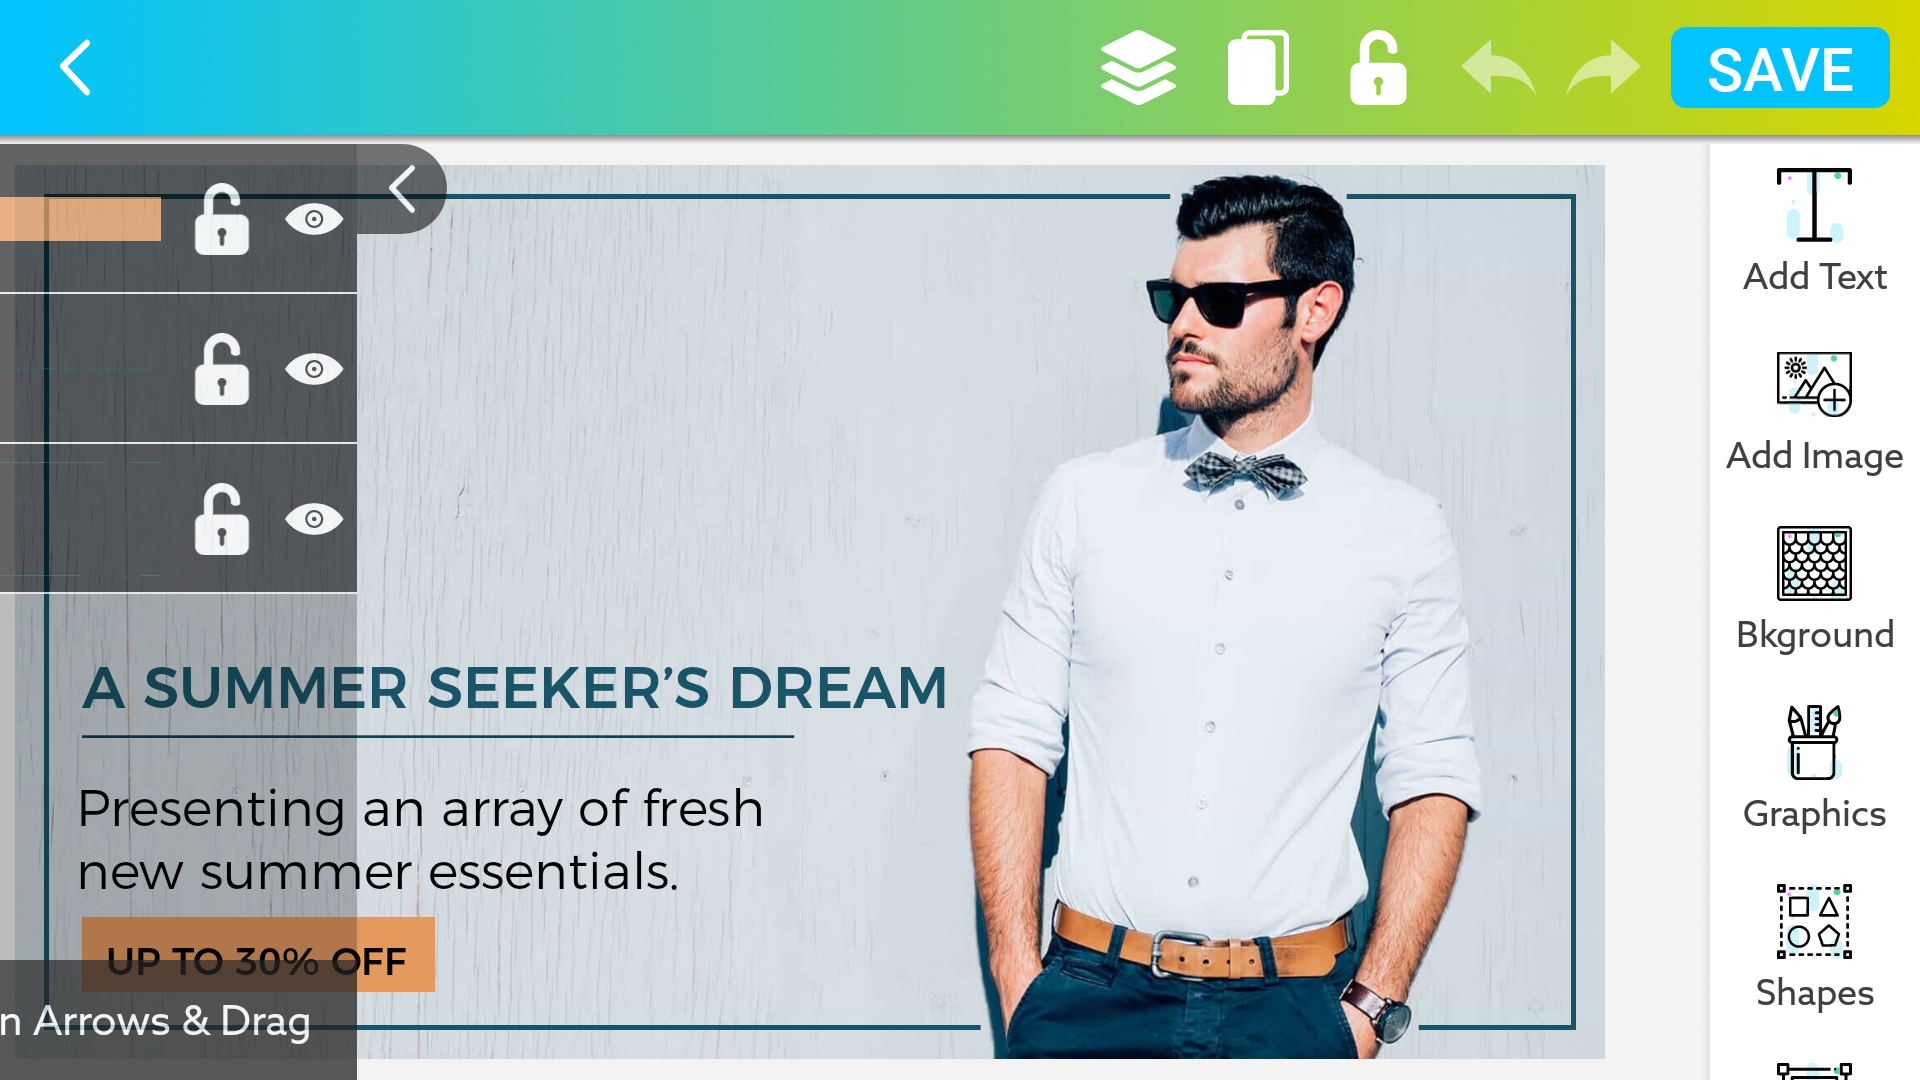 SAVE
Add Text
Add Image
Bkground
Graphics
Shapes
A SUMMER SEEKER’S DREAM
Presenting an array of fresh
new summer essentials.
UP TO 30% OFF
n Arrows & Drag